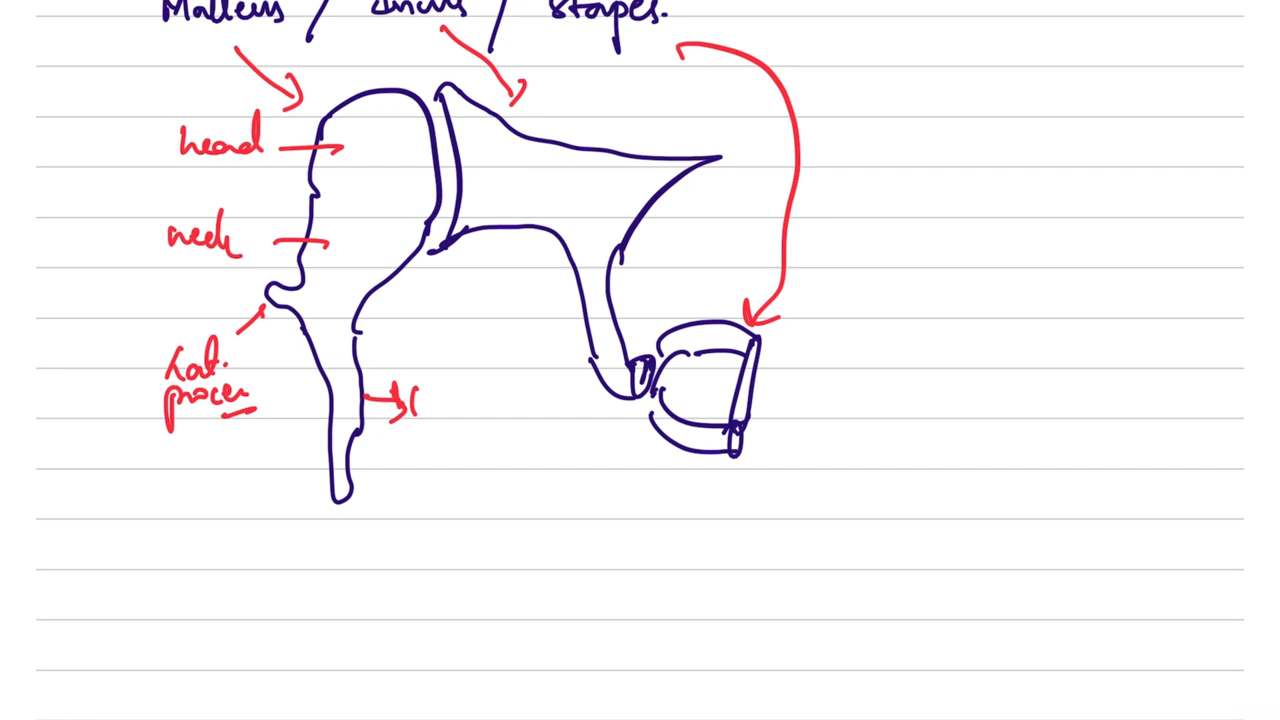 Malleus / Incus / Stapes.
head
neck
Lat.
process